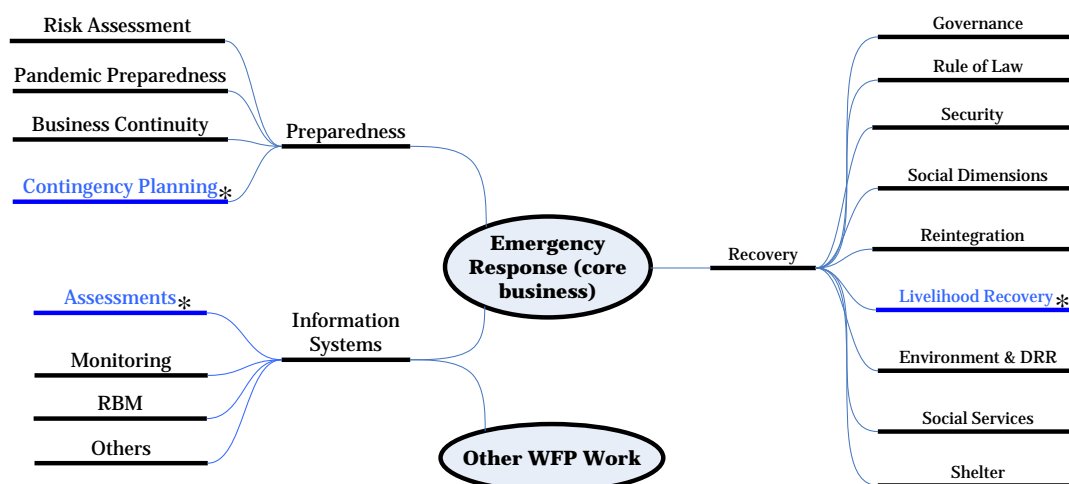 Risk Assessment
Pandemic Preparedness
Business Continuity
Contingency Planning*
Preparedness
Assessments*
Monitoring
RBM
Others
Information
Systems
Emergency
Response (core
business)
Other WFP Work
Recovery
Governance
Rule of Law
Security
Social Dimensions
Reintegration
Livelihood Recovery*
Environment & DRR
Social Services
Shelter